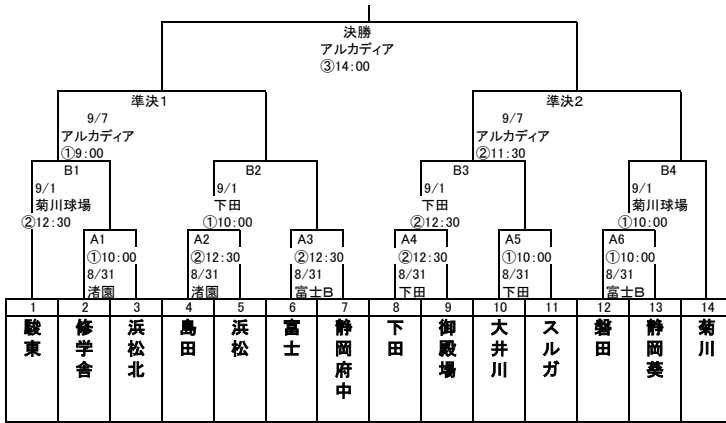 決勝
アルカディア
③14:00
準決1
準決2
9/7
9/7
アルカディア
アルカディア
①9:00
②11:30
B1
B2
B3
B4
9/1
9/1
9/1
9/1
菊川球場
下田
下田
菊川球場
②12:30
①10:00
②12:30
①10:00
A1
A2
A3
A4
A5
A6
①10:00
②12:30
②12:30
②12:30
①10:00
①10:00
8/31
8/31
8/31
8/31
8/31
8/31
渚園
渚園
富士B
下田
下田
富士B
1 2 3 4 5 6 7 8 9 10 11 12 13 14
駿東
修学舎
浜松北
島田
浜松
富士
静岡府中
下田
御殿場
大井川
スルガ
磐田
静岡葵
菊川